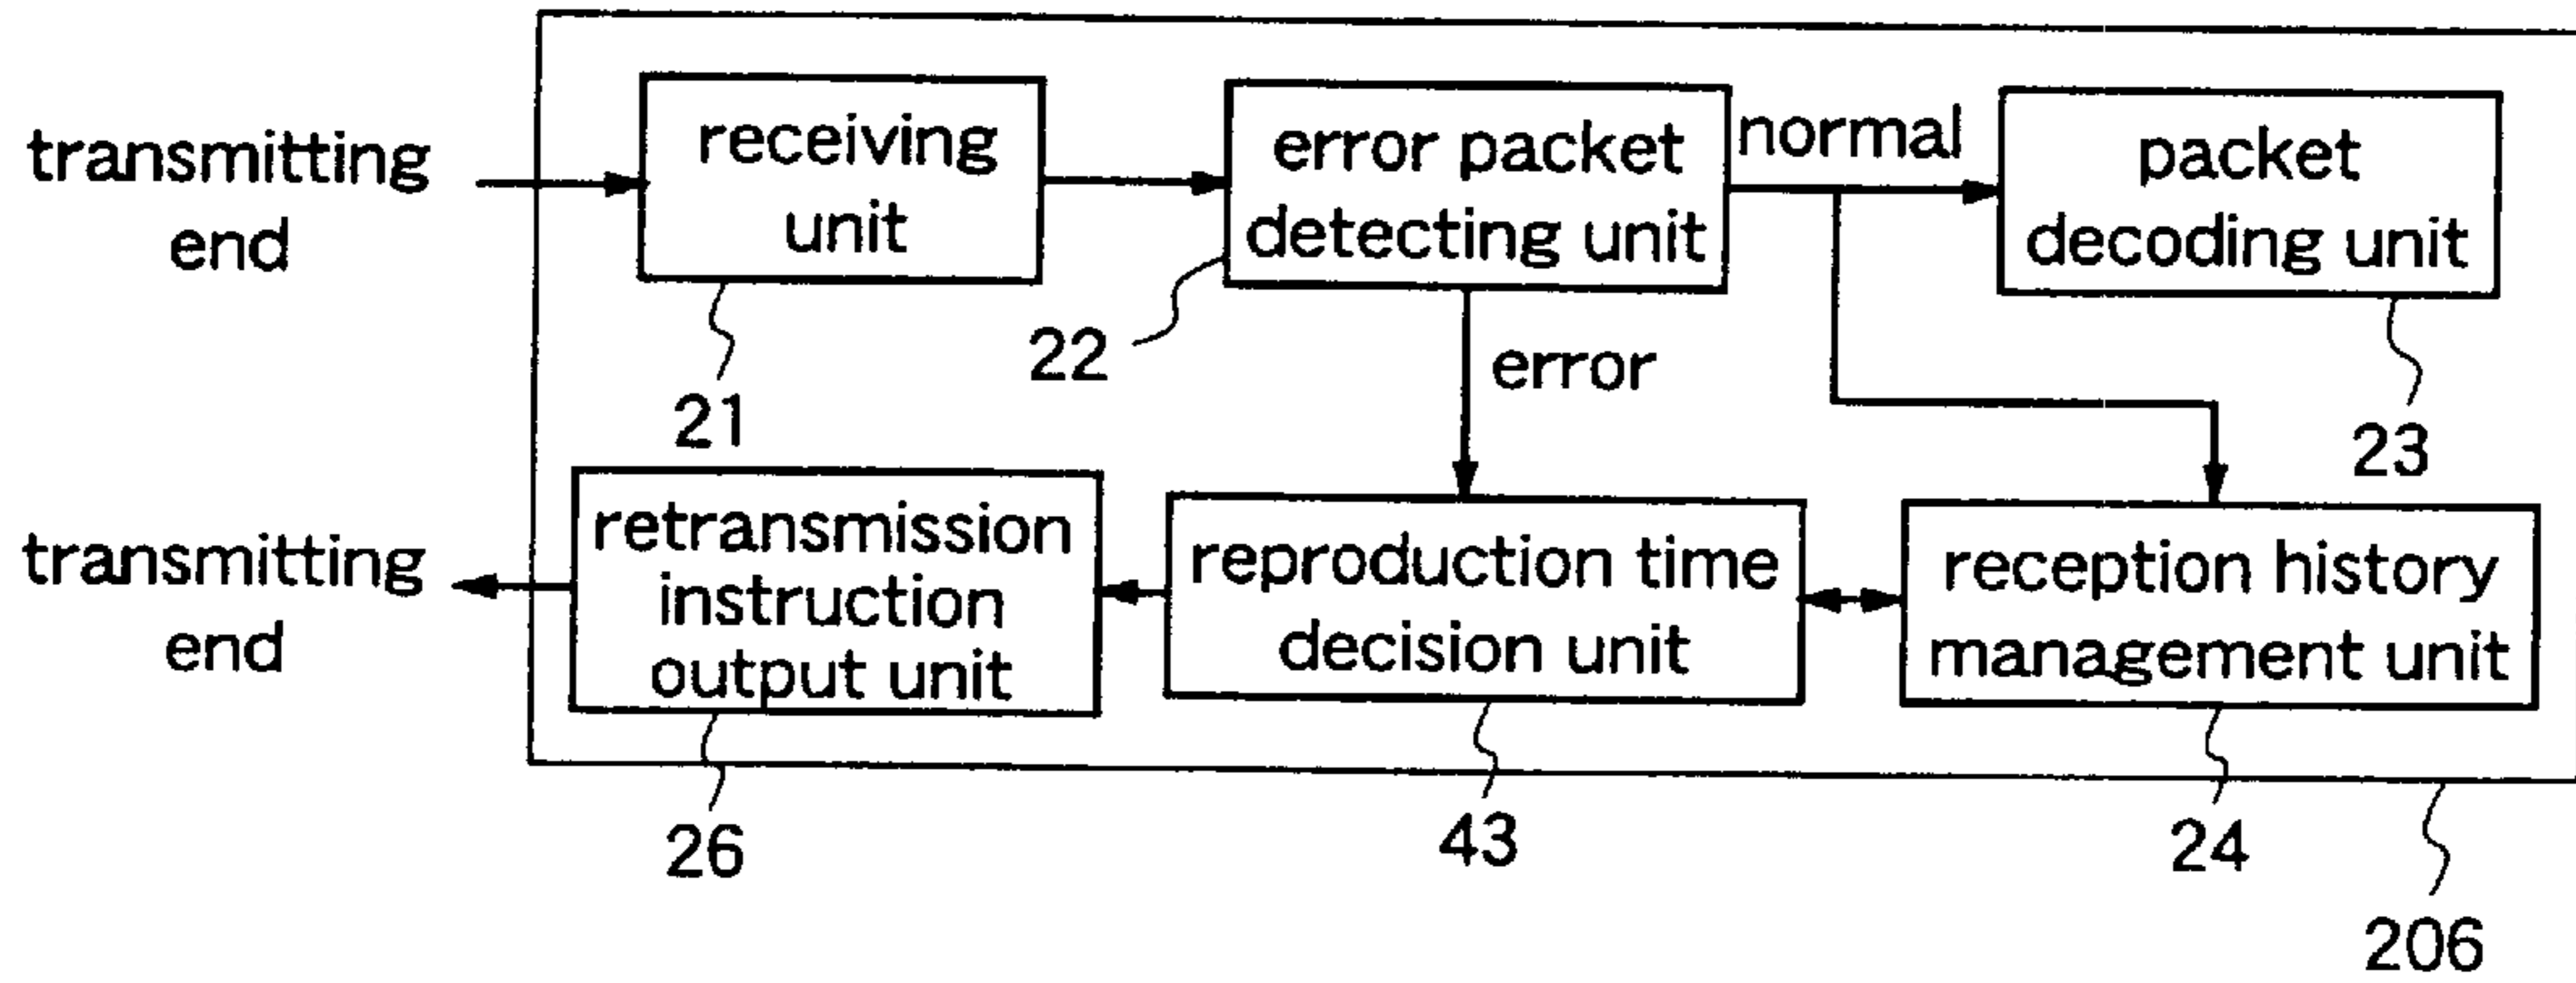 transmitting
end
receiving
unit
error packet
detecting unit
normal
packet
decoding unit
21
22
error
23
transmitting
end
retransmission
instruction
output unit
reproduction time
decision unit
reception history
management unit
26
43
24
206